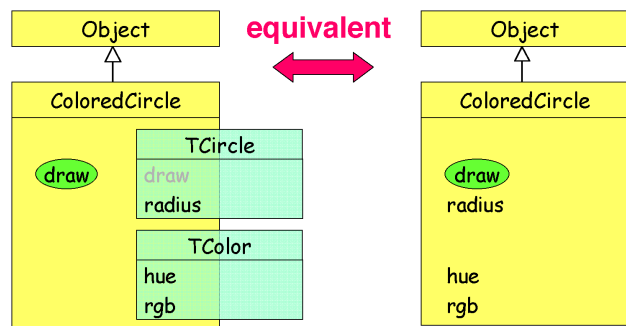 Object
equivalent
Object
ColoredCircle
ColoredCircle
TCircle
draw
draw
radius
TColor
hue
rgb
draw
radius
hue
rgb